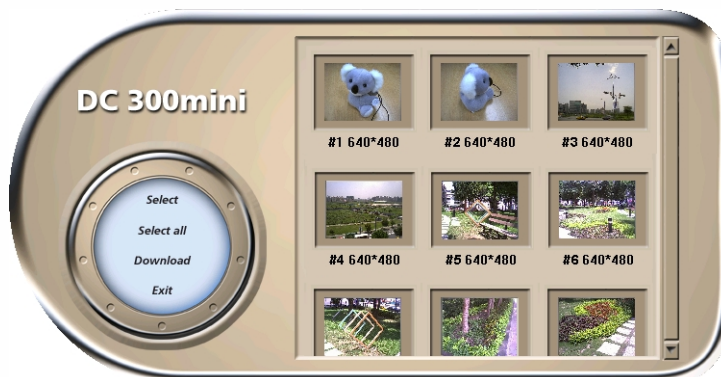 DC 300mini
Select
Select all
Download
Exit
#1 640*480
#2 640*480
#3 640*480
#4 640*480
#5 640*480
#6 640*480